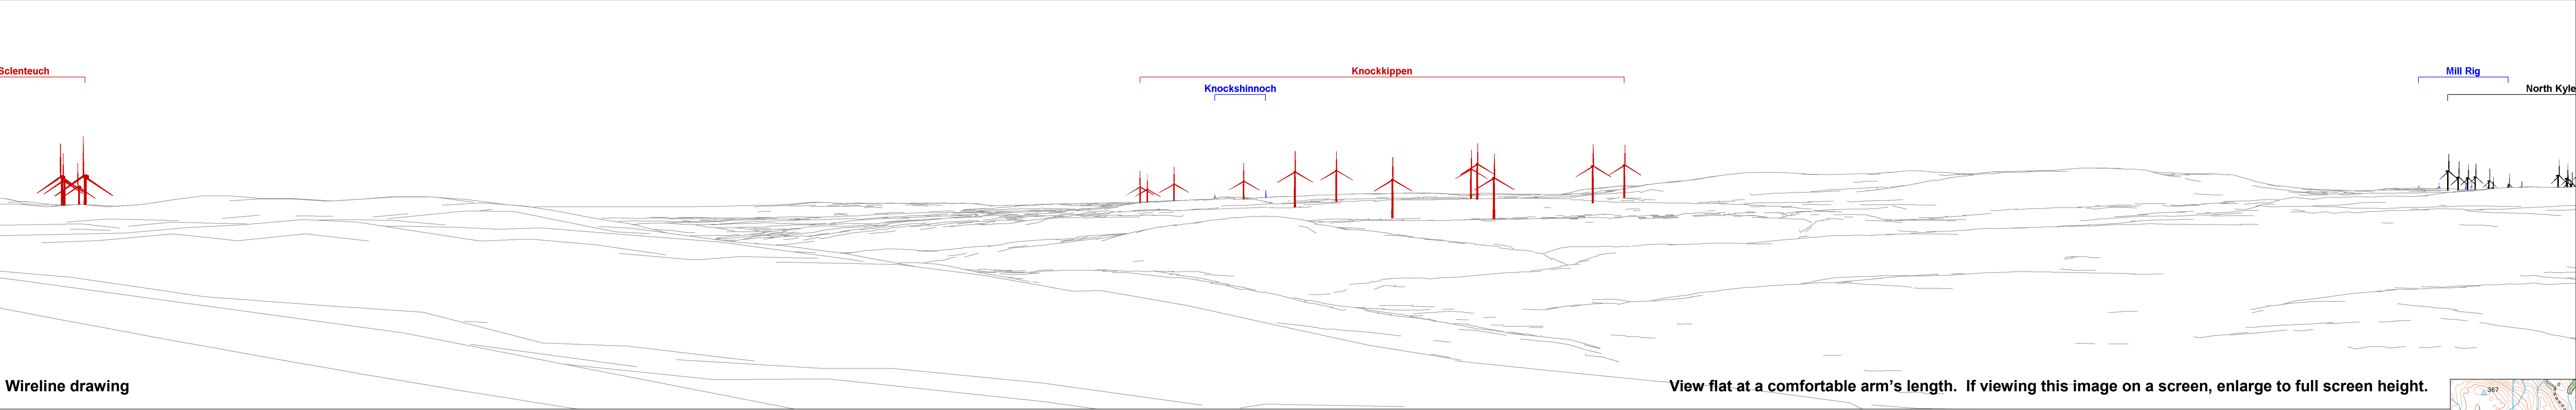 Sclenteuch
Knockkippen
Mill Rig
Knockshinnoch
North Kyle
Wireline drawing
View flat at a comfortable arm's length. If viewing this image on a screen, enlarge to full screen height.
367